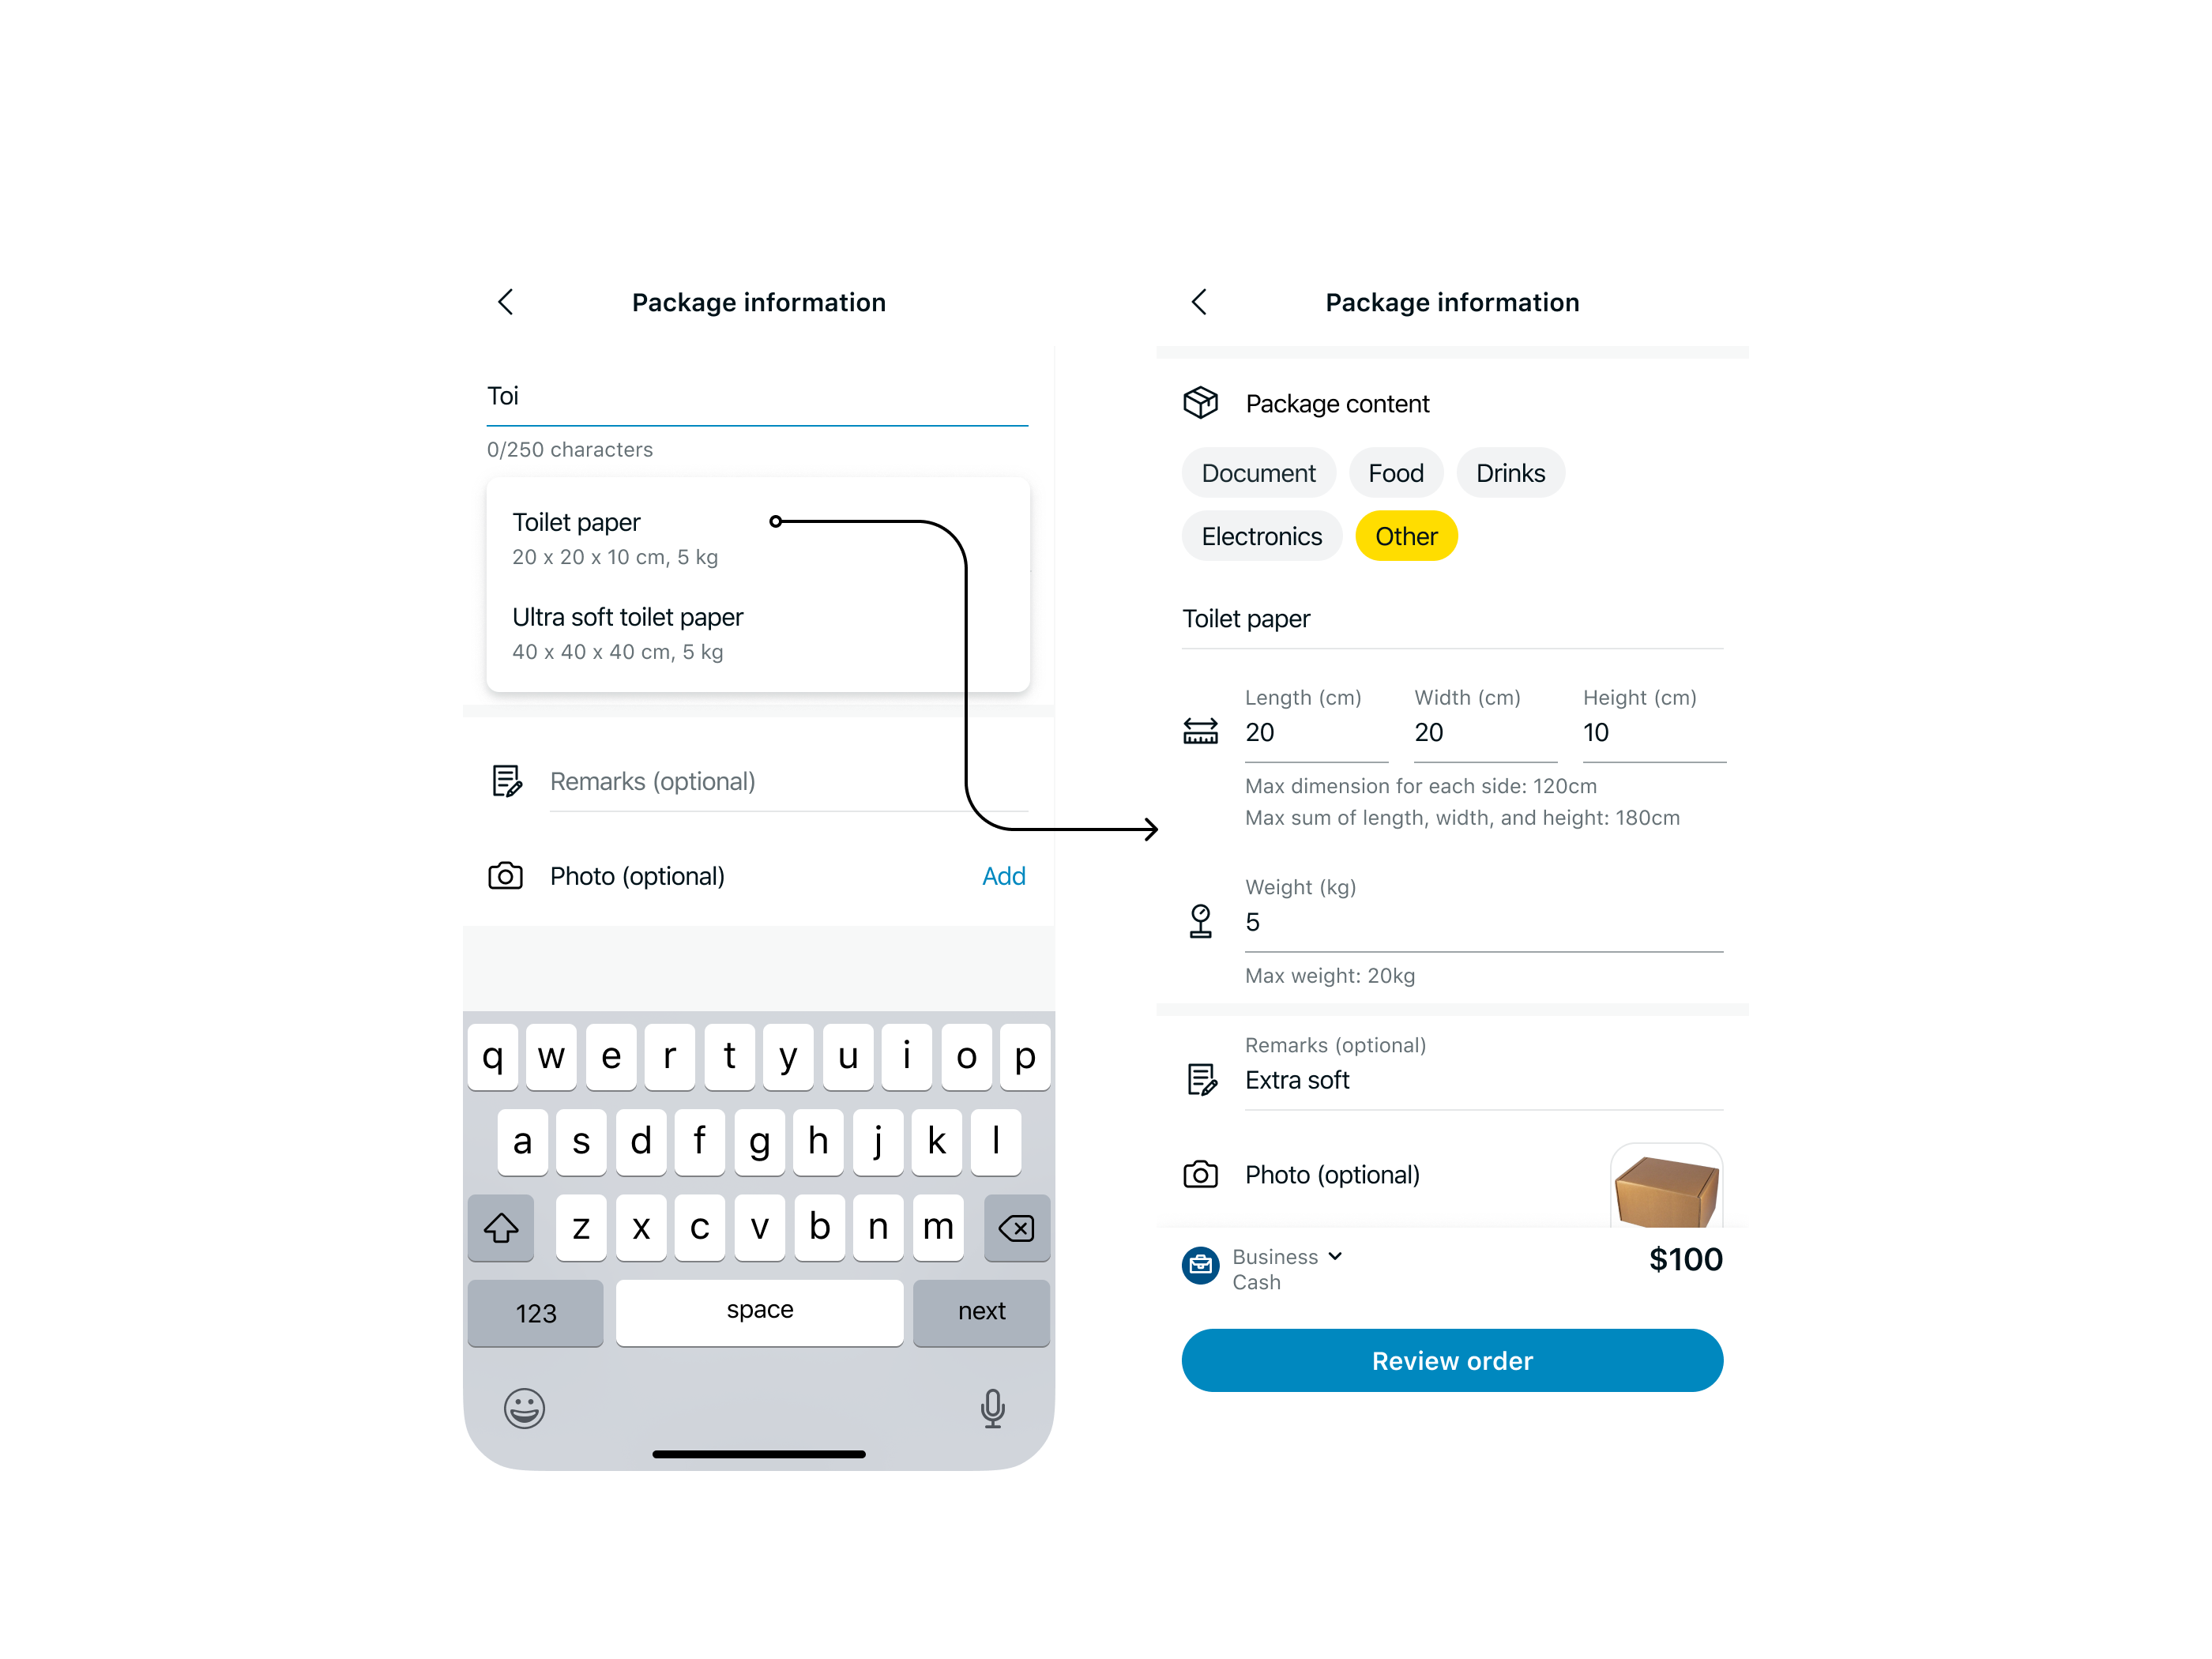 Package information
Toi
0/250 characters
Toilet paper
20 x 20 x 10 cm, 5 kg
Ultra soft toilet paper
40 x 40 x 40 cm, 5 kg
Remarks (optional)
Photo (optional) Add
q w e r t y u i o p
a s d f g h j k l
z x c v b n m
123 space next
Package information
Package content
Document Food Drinks
Electronics Other
Toilet paper
Length (cm) Width (cm) Height (cm)
20 20 10
Max dimension for each side: 120cm
Max sum of length, width, and height: 180cm
Weight (kg)
5
Max weight: 20kg
Remarks (optional)
Extra soft
Photo (optional)
Business $100
Cash
Review order